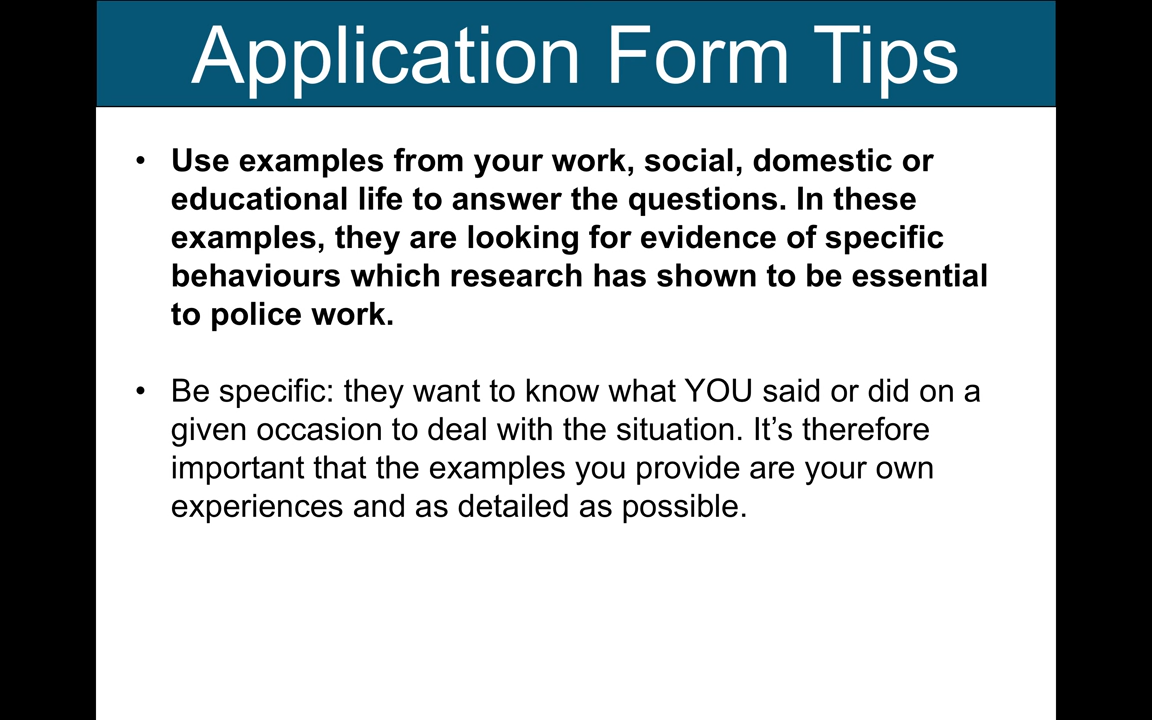 Application Form Tips
• Use examples from your work, social, domestic or
educational life to answer the questions. In these
examples, they are looking for evidence of specific
behaviours which research has shown to be essential
to police work.
• Be specific: they want to know what YOU said or did on a
given occasion to deal with the situation. It’s therefore
important that the examples you provide are your own
experiences and as detailed as possible.